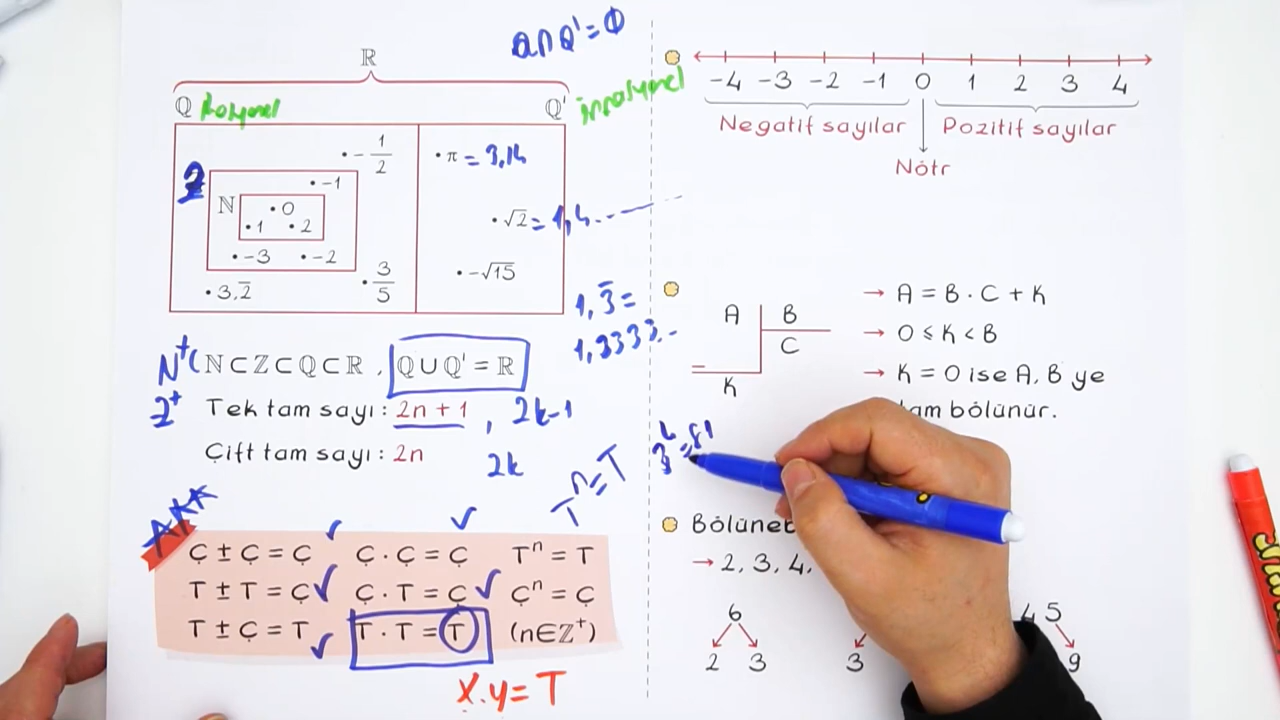 ℝ
Q∩Q'=∅
Q Rasyonel
Q' irrasyonel
• -1/2
• π = 3,14
Z
• -1
N • 0
• 1 • 2
• √2 = 1,4...
• -3 • -2
• -√15
• 3,2̅
• 3/5
1,3̅ =
1,3333..
N⁺ ( ℕ ⊂ ℤ ⊂ Q ⊂ ℝ , Q ∪ Q' = ℝ
Z⁺ Tek tam sayı : 2n + 1 , 2k-1
Çift tam sayı : 2n 2k
Tⁿ=T
3⁴=81
AKK
Ç ± Ç = Ç Ç . Ç = Ç Tⁿ = T
T ± T = Ç Ç . T = Ç Çⁿ = Ç
T ± Ç = T T . T = T (n∈ℤ⁺)
x.y=T
-4 -3 -2 -1 0 1 2 3 4
Negatif sayılar Pozitif sayılar
Nötr
A B
C
K
→ A = B . C + K
→ 0 ≤ K < B
→ K = 0 ise A, B ye
tam bölünür.
→ 2, 3, 4,
6
2 3
3
45
9